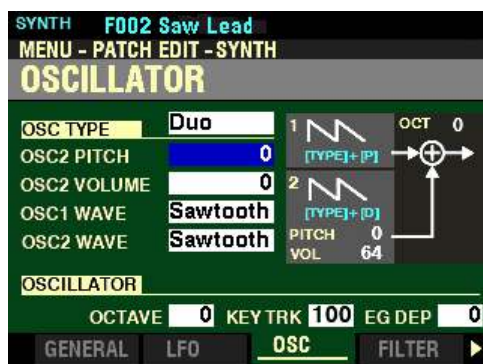 SYNTH F002 Saw Lead
MENU - PATCH EDIT - SYNTH
OSCILLATOR
OSC TYPE Duo
OSC2 PITCH 0
OSC2 VOLUME 0
OSC1 WAVE Sawtooth
OSC2 WAVE Sawtooth
1 OCT 0
[TYPE]+[P]
2
[TYPE]+[D]
PITCH 0
VOL 64
OSCILLATOR
OCTAVE 0 KEY TRK 100 EG DEP 0
GENERAL LFO OSC FILTER